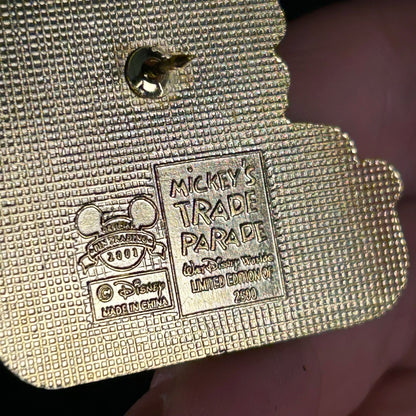 MICKEY'S
TRADE
PARADE
Walt Disney World
LIMITED EDITION OF
2500
PIN TRADING
2001
© Disney
MADE IN CHINA